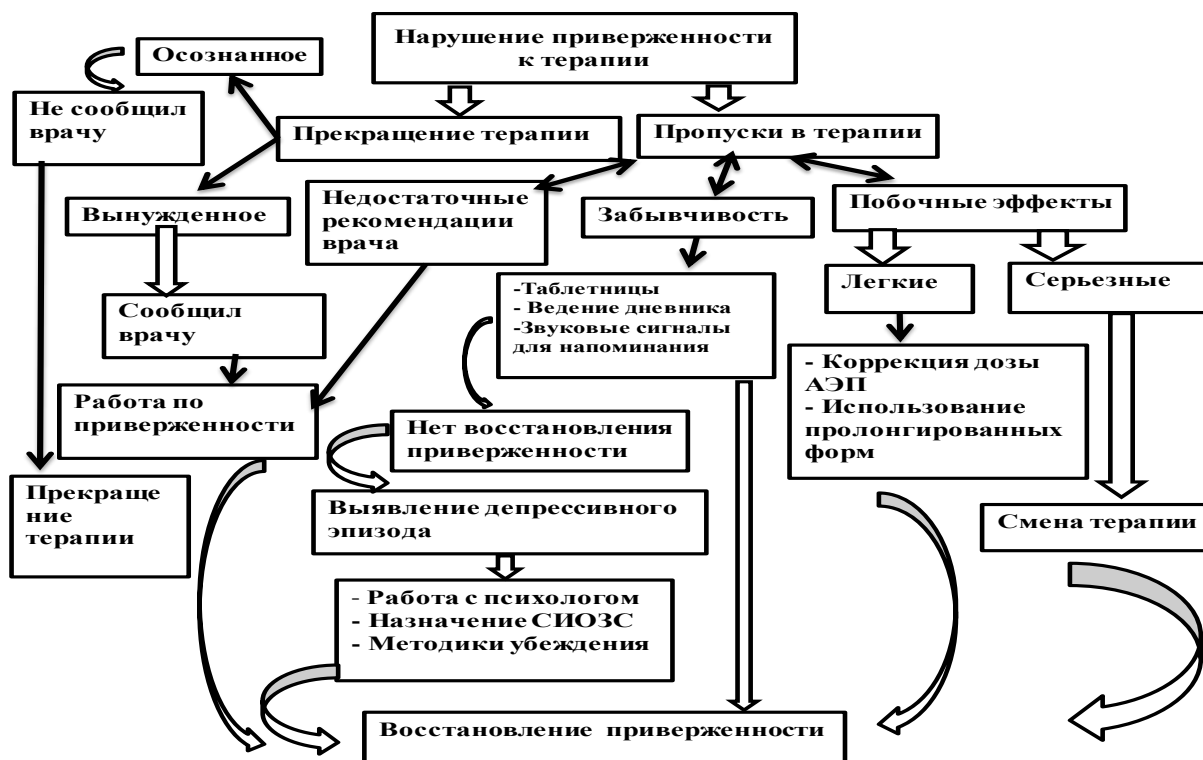 Нарушение приверженности
к терапии
Осознанное
Не сообщил
врачу
Прекращение терапии
Пропуски в терапии
Вынужденное
Недостаточные
рекомендации
врача
Забывчивость
Побочные эффекты
Сообщил
врачу
-Таблетницы
- Ведение дневника
-Звуковые сигналы
для напоминания
Легкие
Серьезные
Работа по
приверженности
Нет восстановления
приверженности
- Коррекция дозы
АЭП
- Использование
пролонгированных
форм
Прекраще
ние
терапии
Выявление депрессивного
эпизода
Смена терапии
- Работа с психологом
- Назначение СИОЗС
- Методики убеждения
Восстановление приверженности